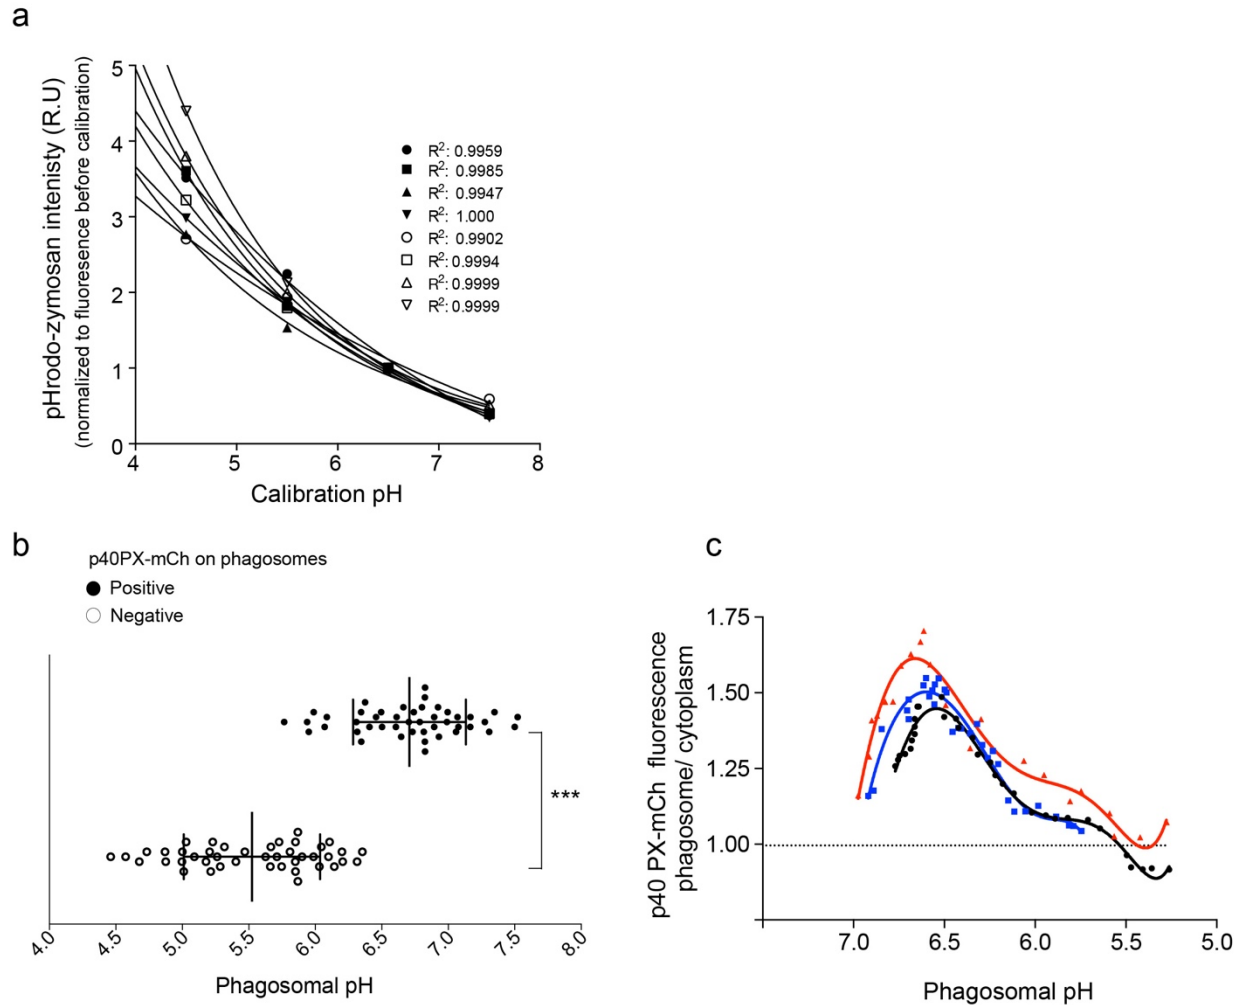 a
pHrodo-zymosan intenisty (R.U)
(normalized to fluorescence before calibration)
5
4
3
2
1
0
4 5 6 7 8
Calibration pH
R2: 0.9959
R2: 0.9985
R2: 0.9947
R2: 1.000
R2: 0.9902
R2: 0.9994
R2: 0.9999
R2: 0.9999
b
p40PX-mCh on phagosomes
Positive
Negative
***
4.0 4.5 5.0 5.5 6.0 6.5 7.0 7.5 8.0
Phagosomal pH
c
p40 PX-mCh fluorescence
phagosome/ cytoplasm
1.75
1.50
1.25
1.00
7.0 6.5 6.0 5.5 5.0
Phagosomal pH